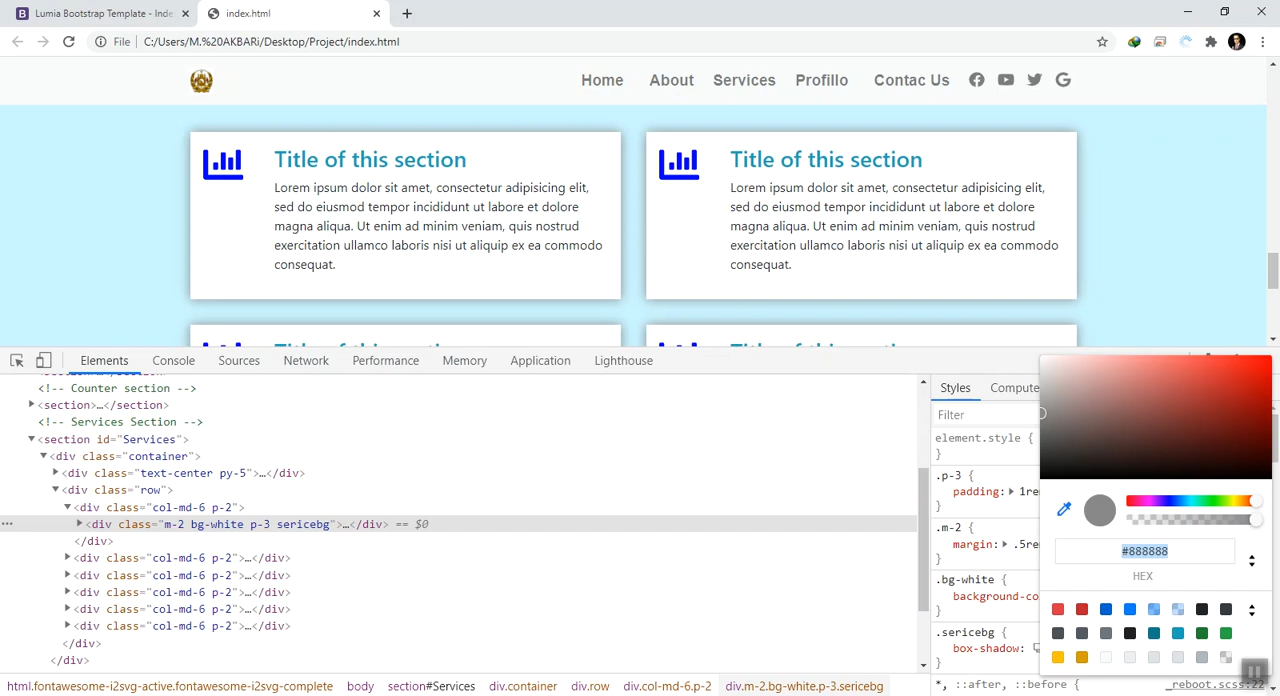 Lumia Bootstrap Template - Inde
index.html
File
C:/Users/M.%20AKBARi/Desktop/Project/index.html
Home About Services Profillo Contac Us
Title of this section
Lorem ipsum dolor sit amet, consectetur adipisicing elit,
sed do eiusmod tempor incididunt ut labore et dolore
magna aliqua. Ut enim ad minim veniam, quis nostrud
exercitation ullamco laboris nisi ut aliquip ex ea commodo
consequat.
Title of this section
Lorem ipsum dolor sit amet, consectetur adipisicing elit,
sed do eiusmod tempor incididunt ut labore et dolore
magna aliqua. Ut enim ad minim veniam, quis nostrud
exercitation ullamco laboris nisi ut aliquip ex ea commodo
consequat.
Elements Console Sources Network Performance Memory Application Lighthouse
<!-- Counter section -->
<section>…</section>
<!-- Services Section -->
<section id="Services">
<div class="container">
<div class="text-center py-5">…</div>
<div class="row">
<div class="col-md-6 p-2">
<div class="m-2 bg-white p-3 sericebg">…</div> == $0
</div>
<div class="col-md-6 p-2">…</div>
<div class="col-md-6 p-2">…</div>
<div class="col-md-6 p-2">…</div>
<div class="col-md-6 p-2">…</div>
<div class="col-md-6 p-2">…</div>
</div>
</div>
html.fontawesome-i2svg-active.fontawesome-i2svg-complete body section#Services div.container div.row div.col-md-6.p-2 div.m-2.bg-white.p-3.sericebg
Styles Compute
Filter
element.style {
}
.p-3 {
padding: 1re
}
.m-2 {
margin: .5re
}
.bg-white {
background-co
}
.sericebg {
box-shadow:
}
*, ::after, ::before { _reboot.scss:22
#888888
HEX